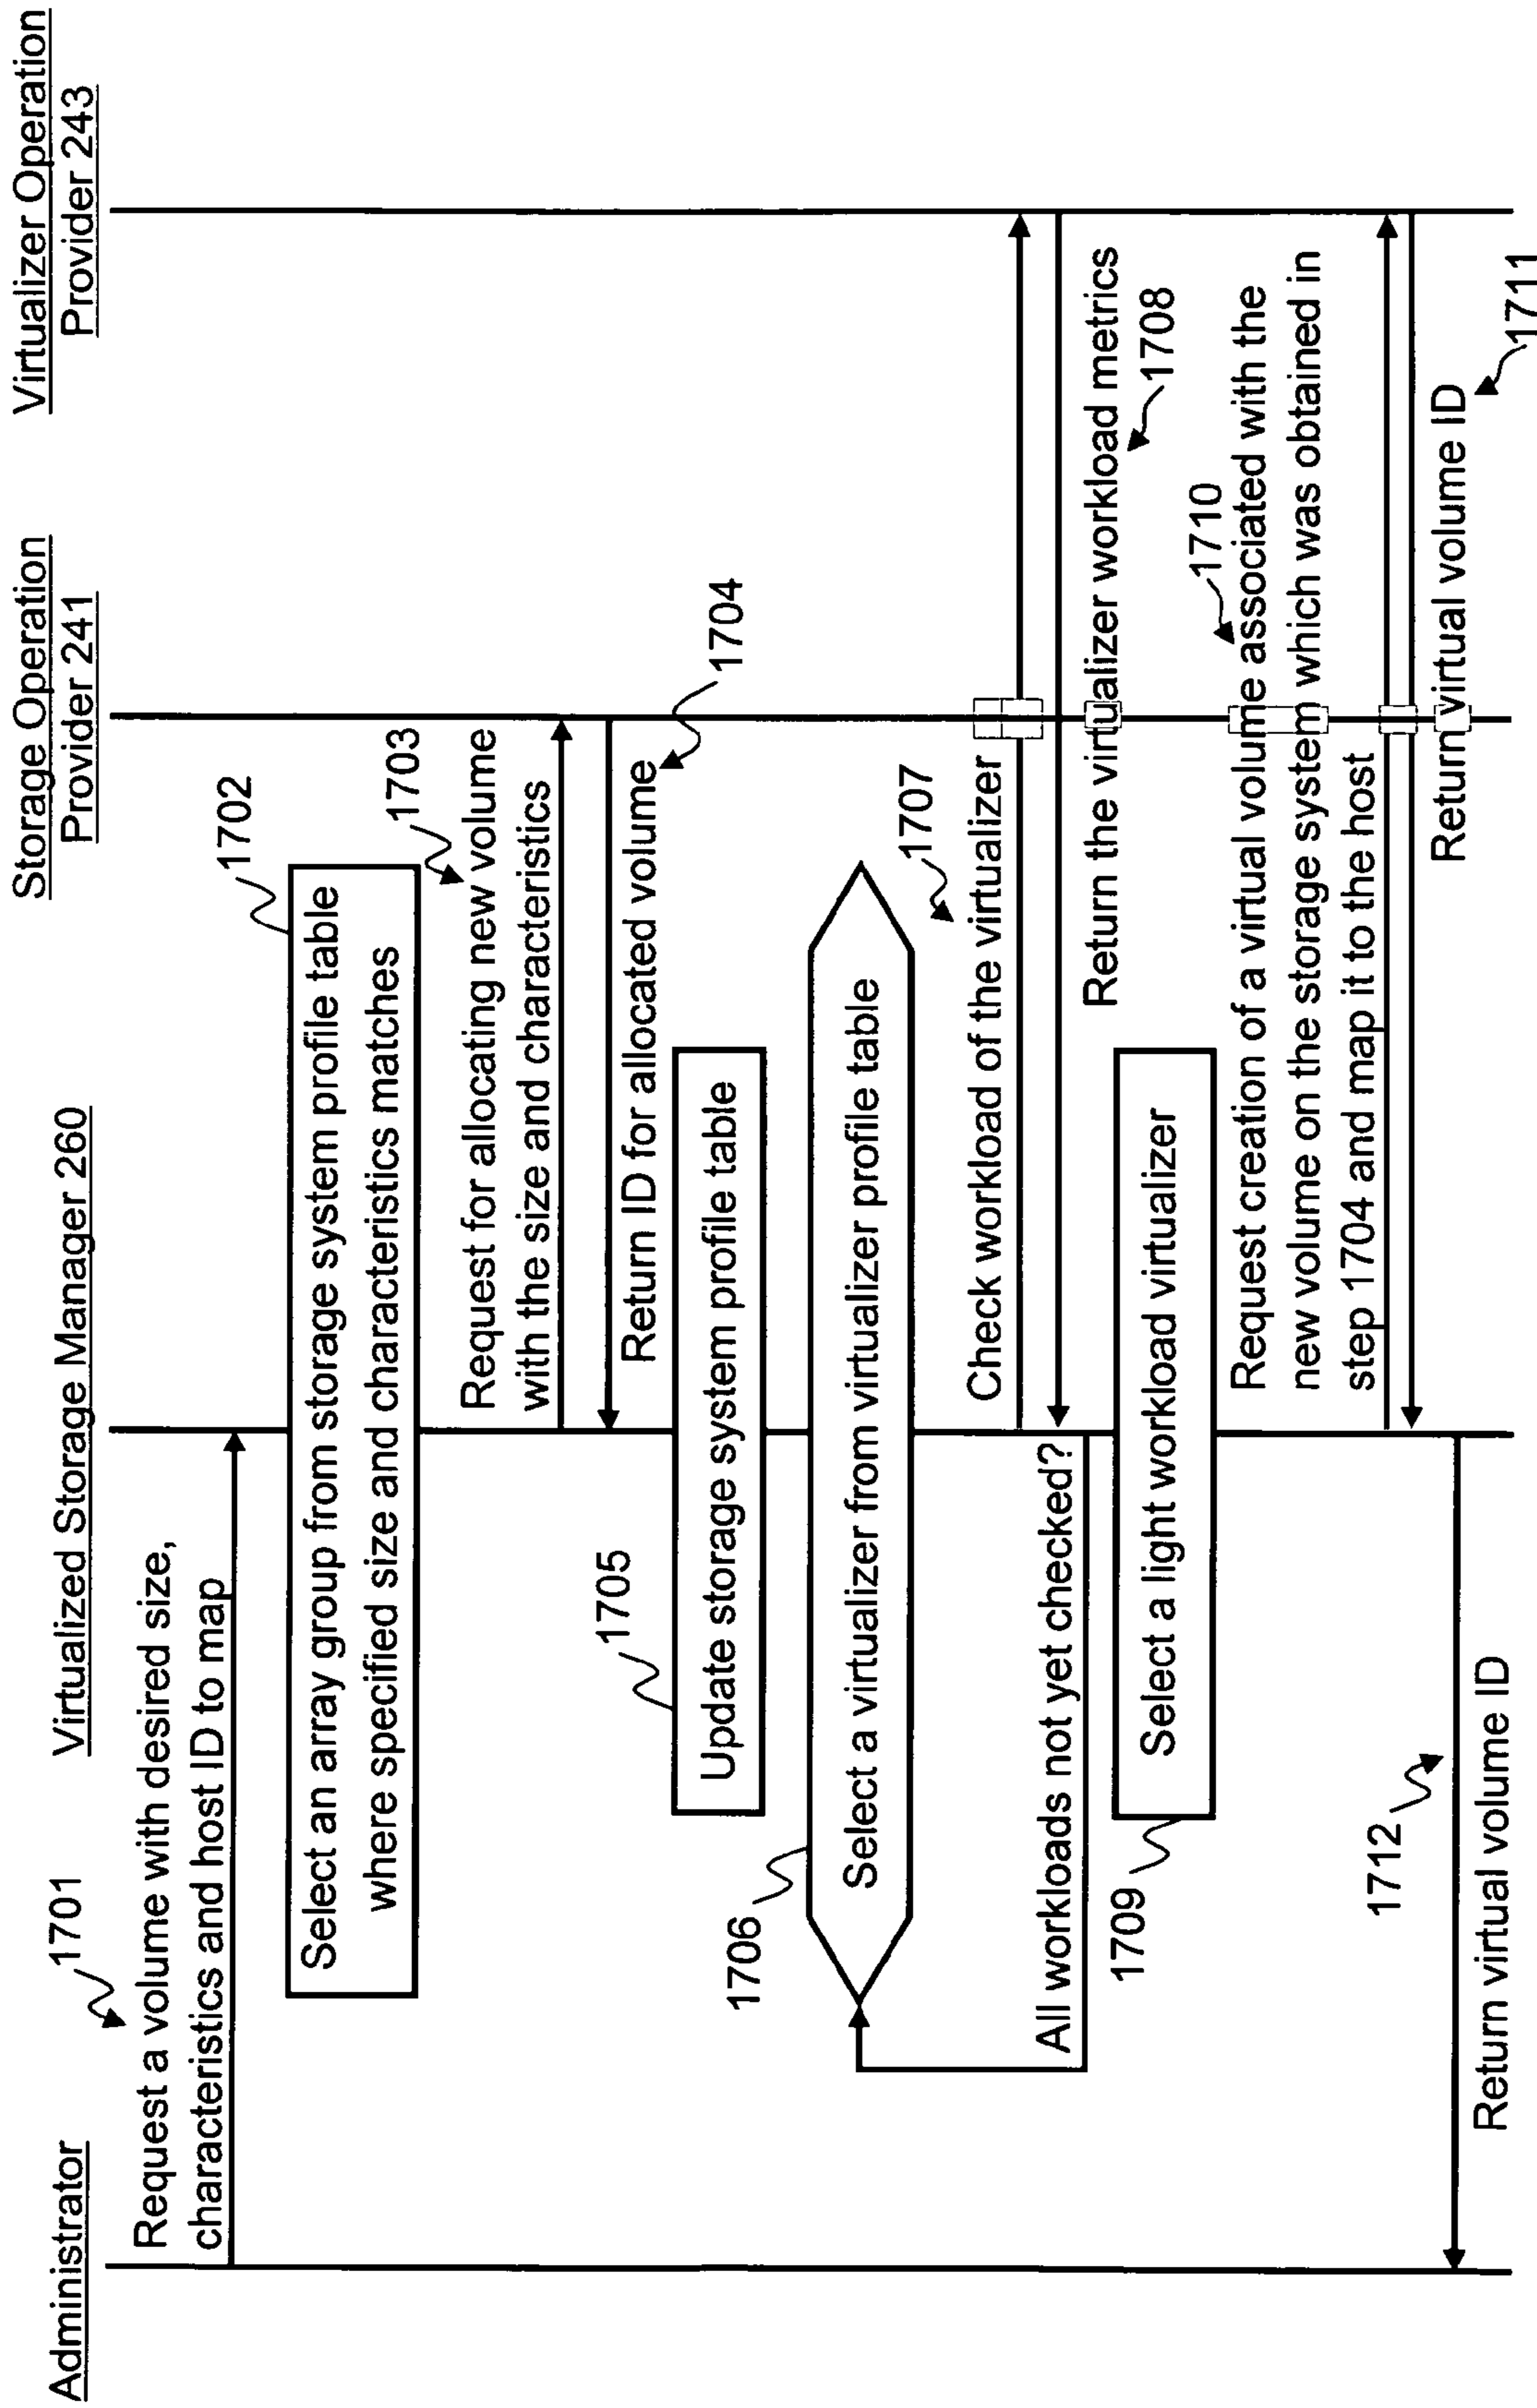 Administrator
Virtualized Storage Manager 260
Storage Operation
Provider 241
Virtualizer Operation
Provider 243
1701
Request a volume with desired size,
characteristics and host ID to map
1702
Select an array group from storage system profile table
where specified size and characteristics matches
1703
Request for allocating new volume
with the size and characteristics
Return ID for allocated volume
1704
1705
Update storage system profile table
1706
Select a virtualizer from virtualizer profile table
1707
Check workload of the virtualizer
Return the virtualizer workload metrics
1708
All workloads not yet checked?
1709
Select a light workload virtualizer
1710
Request creation of a virtual volume associated with the
new volume on the storage system which was obtained in
step 1704 and map it to the host
Return virtual volume ID
1711
1712
Return virtual volume ID